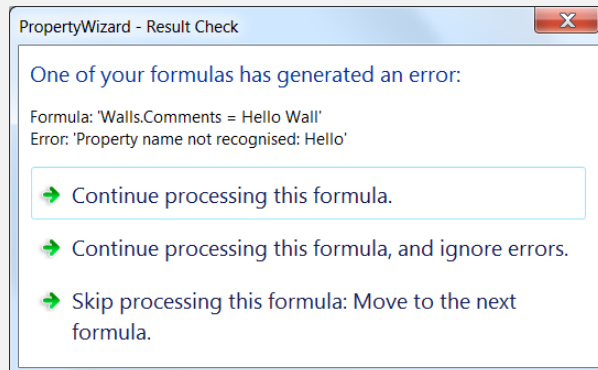 PropertyWizard - Result Check
One of your formulas has generated an error:
Formula: 'Walls.Comments = Hello Wall'
Error: 'Property name not recognised: Hello'
Continue processing this formula.
Continue processing this formula, and ignore errors.
Skip processing this formula: Move to the next
formula.